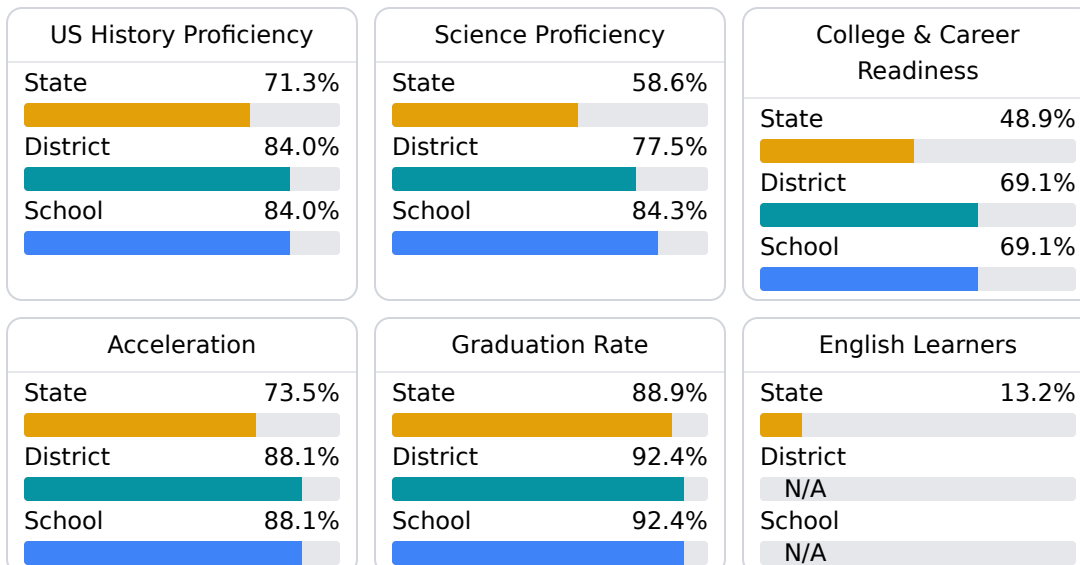 US History Proficiency
State 71.3%
District 84.0%
School 84.0%
Science Proficiency
State 58.6%
District 77.5%
School 84.3%
College & Career
Readiness
State 48.9%
District 69.1%
School 69.1%
Acceleration
State 73.5%
District 88.1%
School 88.1%
Graduation Rate
State 88.9%
District 92.4%
School 92.4%
English Learners
State 13.2%
District
N/A
School
N/A